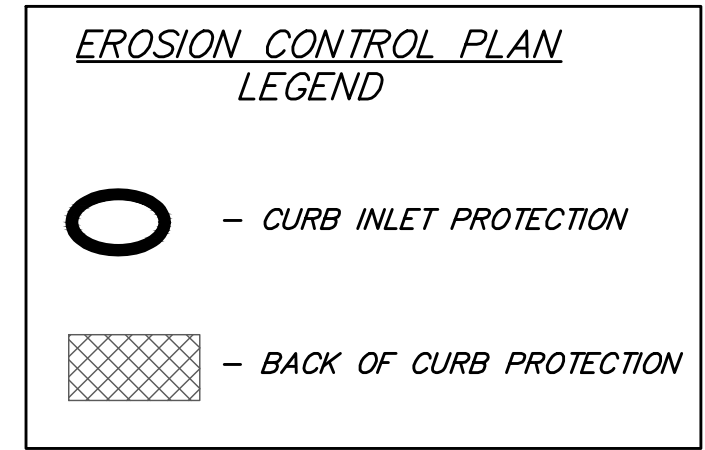 EROSION CONTROL PLAN
LEGEND
- CURB INLET PROTECTION
- BACK OF CURB PROTECTION